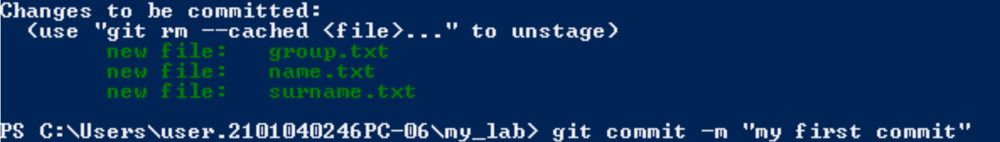 Changes to be committed:
  (use "git rm --cached <file>..." to unstage)
        new file:   group.txt
        new file:   name.txt
        new file:   surname.txt
PS C:\Users\user.2101040246PC-06\my_lab> git commit -m "my first commit"